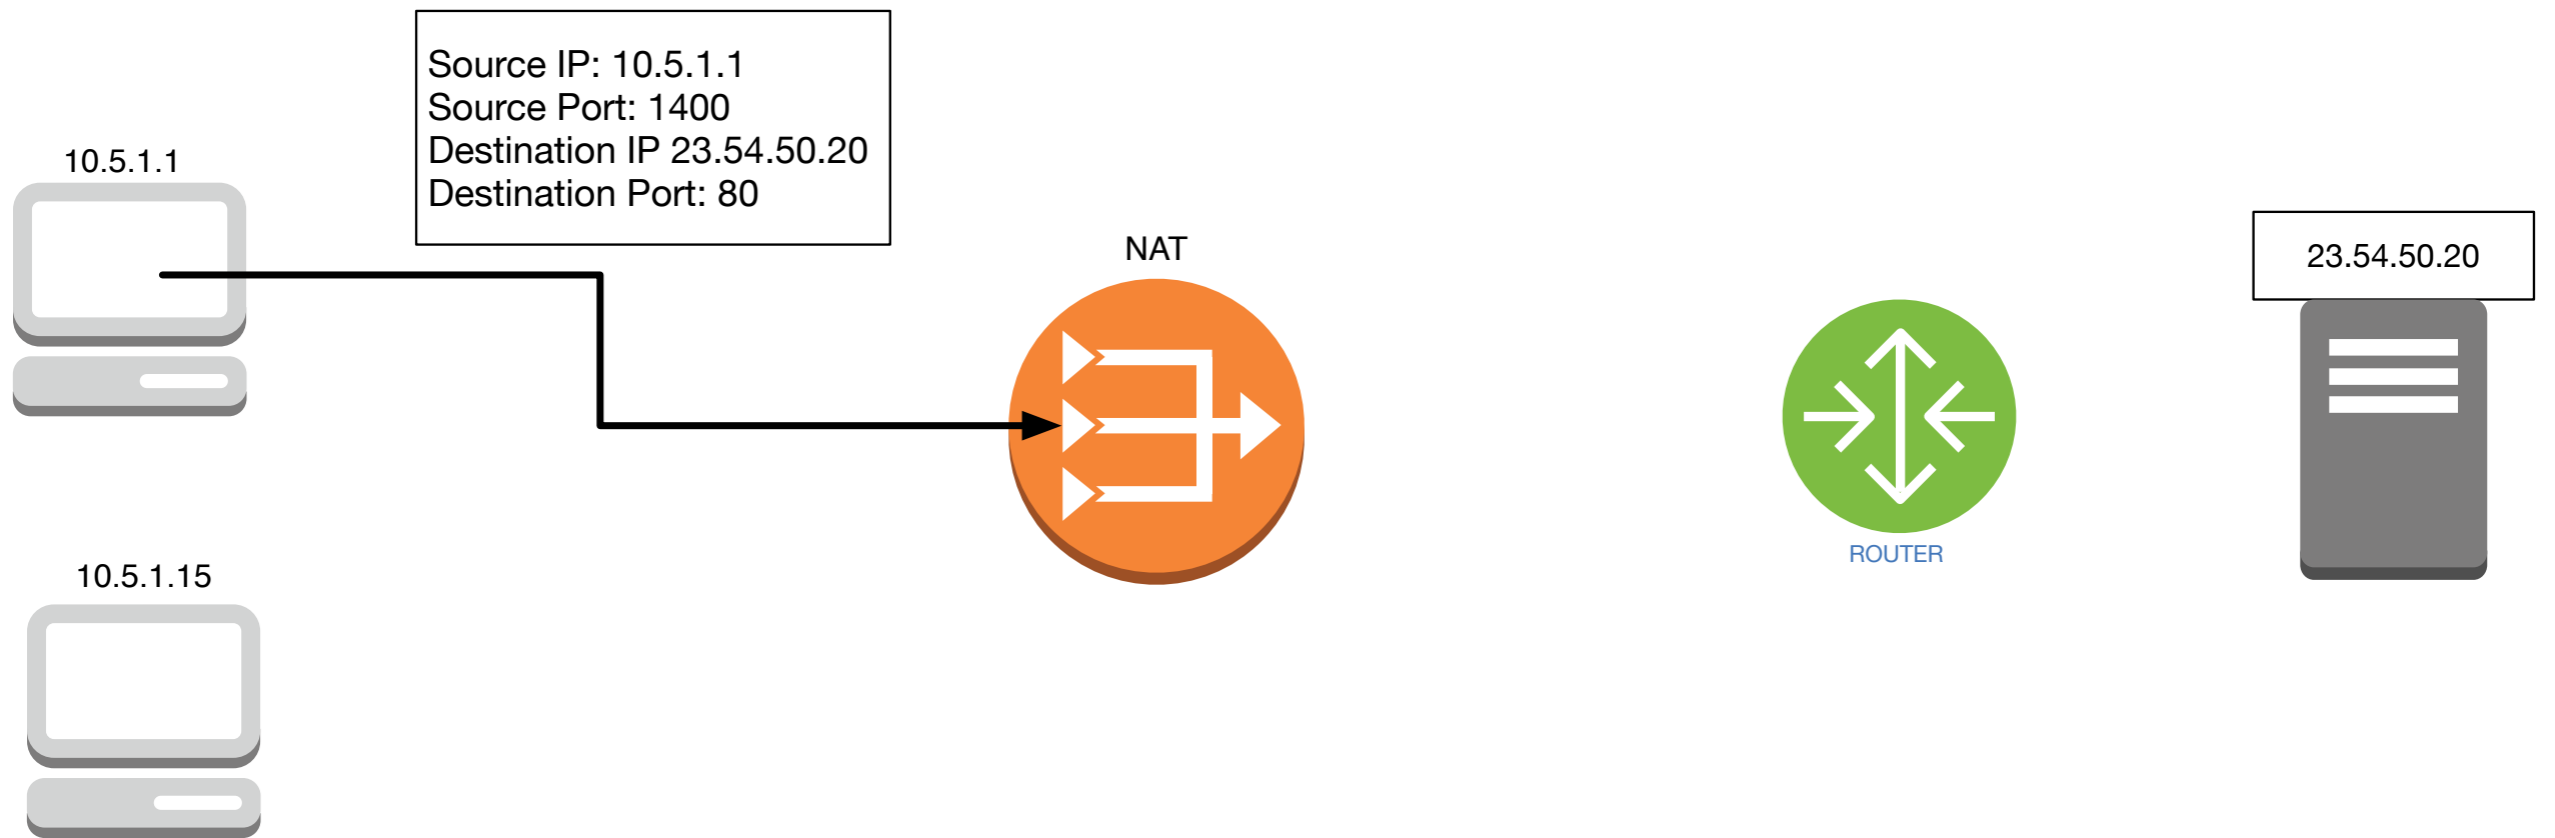 Source IP: 10.5.1.1
Source Port: 1400
Destination IP 23.54.50.20
Destination Port: 80
10.5.1.1
NAT
23.54.50.20
ROUTER
10.5.1.15